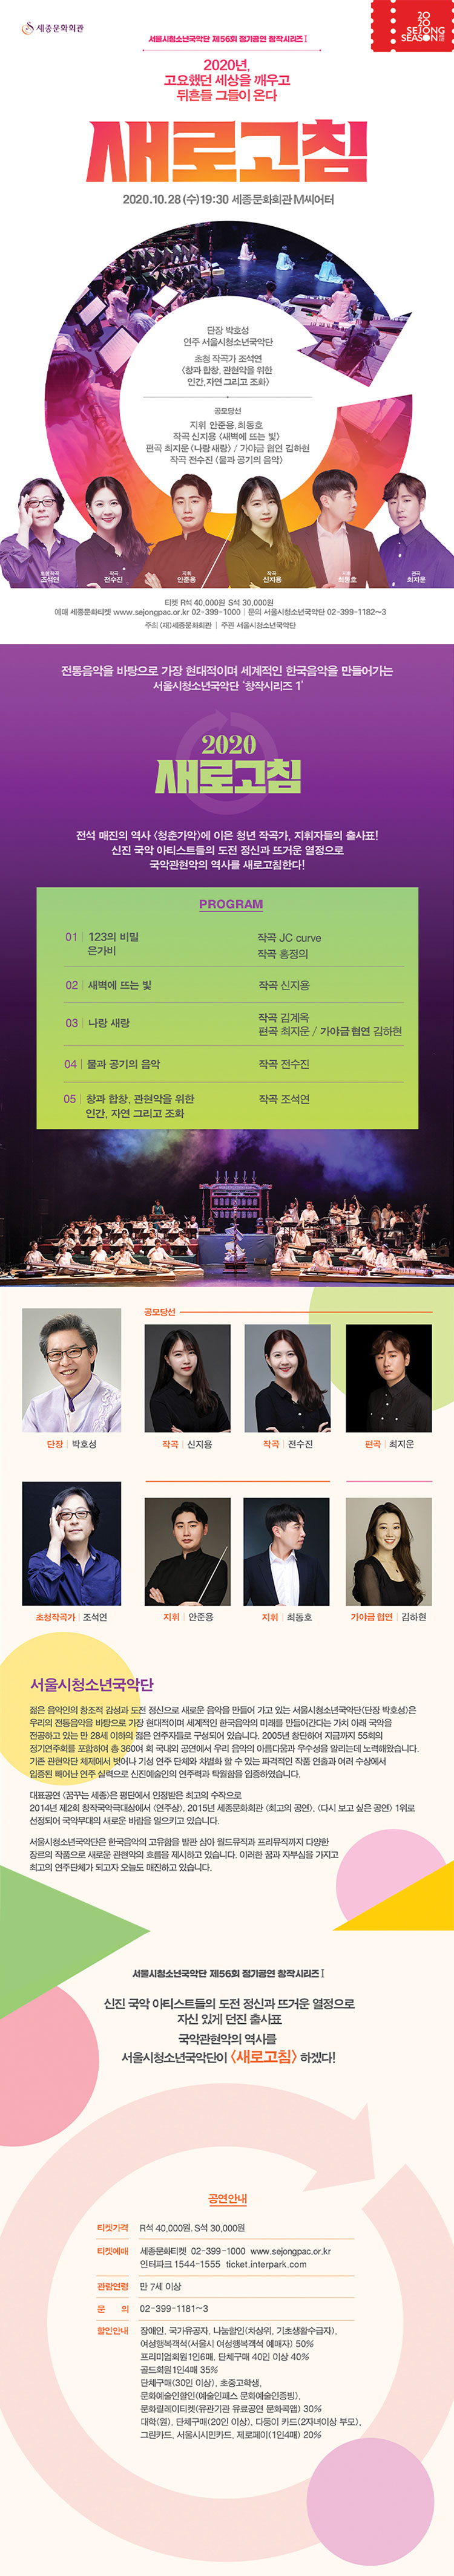 세종문화회관
20
20
SEJONG
SEASON
서울시청소년국악단 제56회 정기공연 창작시리즈 I
2020년,
고요했던 세상을 깨우고
뒤흔들 그들이 온다
새로고침
2020.10.28 (수) 19:30 세종문화회관 M씨어터
단장 박호성
연주 서울시청소년국악단
초청 작곡가 조석연
<창과 합창, 관현악을 위한
인간, 자연 그리고 조화>
공모당선
지휘 안준용, 최동호
작곡 신지용 <새벽에 뜨는 빛>
편곡 최지운 <나랑 새랑> / 가야금 협연 김하현
작곡 전수진 <물과 공기의 음악>
초청작곡 조석연
작곡 전수진
지휘 안준용
작곡 신지용
지휘 최동호
편곡 최지운
티켓 R석 40,000원 S석 30,000원
예매 세종문화티켓 www.sejongpac.or.kr 02-399-1000 | 문의 서울시청소년국악단 02-399-1182~3
주최 (재)세종문화회관 | 주관 서울시청소년국악단
전통음악을 바탕으로 가장 현대적이며 세계적인 한국음악을 만들어가는
서울시청소년국악단 '창작시리즈 1'
2020
새로고침
전석 매진의 역사 <청춘가악>에 이은 청년 작곡가, 지휘자들의 출사표!
신진 국악 아티스트들의 도전 정신과 뜨거운 열정으로
국악관현악의 역사를 새로고침한다!
PROGRAM
01 | 123의 비밀 작곡 JC curve
은가비 작곡 홍정의
02 | 새벽에 뜨는 빛 작곡 신지용
03 | 나랑 새랑 작곡 김계옥
편곡 최지운 / 가야금 협연 김하현
04 | 물과 공기의 음악 작곡 전수진
05 | 창과 합창, 관현악을 위한 작곡 조석연
인간, 자연 그리고 조화
공모당선
단장 | 박호성
작곡 | 신지용
작곡 | 전수진
편곡 | 최지운
초청작곡가 | 조석연
지휘 | 안준용
지휘 | 최동호
가야금 협연 | 김하현
서울시청소년국악단
젊은 음악인의 창조적 감성과 도전 정신으로 새로운 음악을 만들어 가고 있는 서울시청소년국악단(단장 박호성)은
우리의 전통음악을 바탕으로 가장 현대적이며 세계적인 한국음악의 미래를 만들어간다는 가치 아래 국악을
전공하고 있는 만 28세 이하의 젊은 연주자들로 구성되어 있습니다. 2005년 창단하여 지금까지 55회의
정기연주회를 포함하여 총 360여 회 국내외 공연에서 우리 음악의 아름다움과 우수성을 알리는데 노력해왔습니다.
기존 관현악단 체제에서 벗어나 기성 연주 단체와 차별화 할 수 있는 파격적인 작품 연출과 여러 수상에서
입증된 빼어난 연주 실력으로 신진예술인의 연주력과 탁월함을 입증하였습니다.
대표공연 <꿈꾸는 세종>은 평단에서 인정받은 최고의 수작으로
2014년 제2회 창작국악극대상에서 <연주상>, 2015년 세종문화회관 <최고의 공연>, <다시 보고 싶은 공연> 1위로
선정되어 국악무대의 새로운 바람을 일으키고 있습니다.
서울시청소년국악단은 한국음악의 고유함을 발판 삼아 월드뮤직과 프리뮤직까지 다양한
장르의 작품으로 새로운 관현악의 흐름을 제시하고 있습니다. 이러한 꿈과 자부심을 가지고
최고의 연주단체가 되고자 오늘도 매진하고 있습니다.
서울시청소년국악단 제56회 정기공연 창작시리즈 I
신진 국악 아티스트들의 도전 정신과 뜨거운 열정으로
자신 있게 던진 출사표
국악관현악의 역사를
서울시청소년국악단이 <새로고침> 하겠다!
공연안내
티켓가격 R석 40,000원, S석 30,000원
티켓예매 세종문화티켓 02-399-1000 www.sejongpac.or.kr
인터파크 1544-1555 ticket.interpark.com
관람연령 만 7세 이상
문 의 02-399-1181~3
할인안내 장애인, 국가유공자, 나눔할인(차상위, 기초생활수급자),
여성행복객석(서울시 여성행복객석 예매자) 50%
프리미엄회원1인6매, 단체구매 40인 이상 40%
골드회원1인4매 35%
단체구매(30인 이상), 초중고학생,
문화예술인할인(예술인패스 문화예술인증빙),
문화릴레이티켓(유관기관 유료공연 문화콕앱) 30%
대학(원), 단체구매(20인 이상), 다둥이 카드(2자녀이상 부모),
그린카드, 서울시시민카드, 제로페이(1인4매) 20%